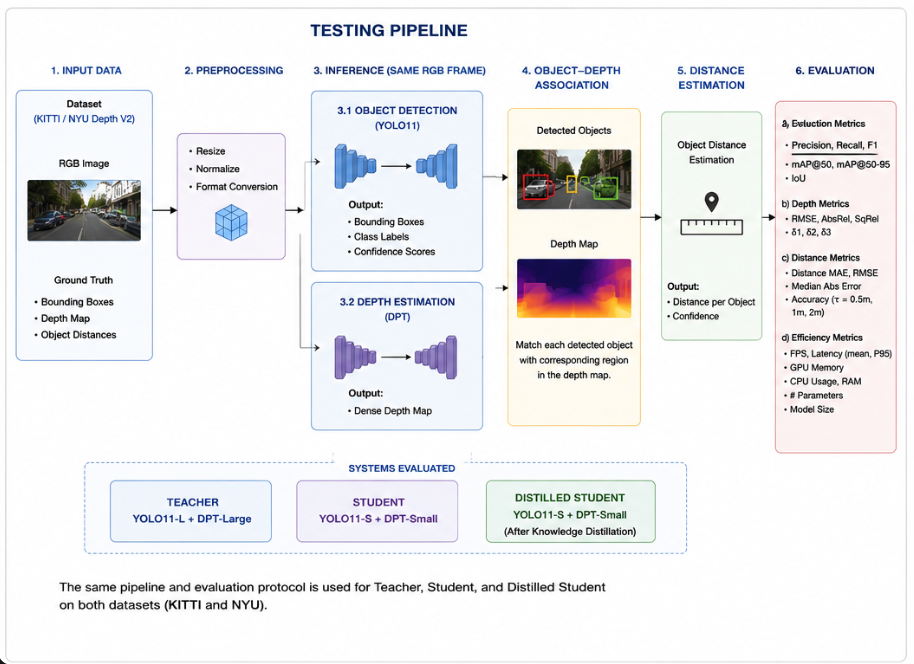 TESTING PIPELINE
1. INPUT DATA
Dataset
(KITTI / NYU Depth V2)
RGB Image
Ground Truth
• Bounding Boxes
• Depth Map
• Object Distances
2. PREPROCESSING
• Resize
• Normalize
• Format Conversion
3. INFERENCE (SAME RGB FRAME)
3.1 OBJECT DETECTION
(YOLO11)
Output:
• Bounding Boxes
• Class Labels
• Confidence Scores
3.2 DEPTH ESTIMATION
(DPT)
Output:
• Dense Depth Map
4. OBJECT–DEPTH
ASSOCIATION
Detected Objects
Depth Map
Match each detected object
with corresponding region
in the depth map.
5. DISTANCE
ESTIMATION
Object Distance
Estimation
Output:
• Distance per Object
• Confidence
6. EVALUATION
Metrics
• Precision, Recall, F1
• mAP@50, mAP@50-95
• IoU
b) Depth Metrics
• RMSE, AbsRel, SqRel
• δ1, δ2, δ3
c) Distance Metrics
• Distance MAE, RMSE
• Median Abs Error
• Accuracy (τ = 0.5m,
1m, 2m)
d) Efficiency Metrics
• FPS, Latency (mean, P95)
• GPU Memory
• CPU Usage, RAM
• # Parameters
• Model Size
SYSTEMS EVALUATED
TEACHER
YOLO11-L + DPT-Large
STUDENT
YOLO11-S + DPT-Small
DISTILLED STUDENT
YOLO11-S + DPT-Small
(After Knowledge Distillation)
The same pipeline and evaluation protocol is used for Teacher, Student, and Distilled Student
on both datasets (KITTI and NYU).